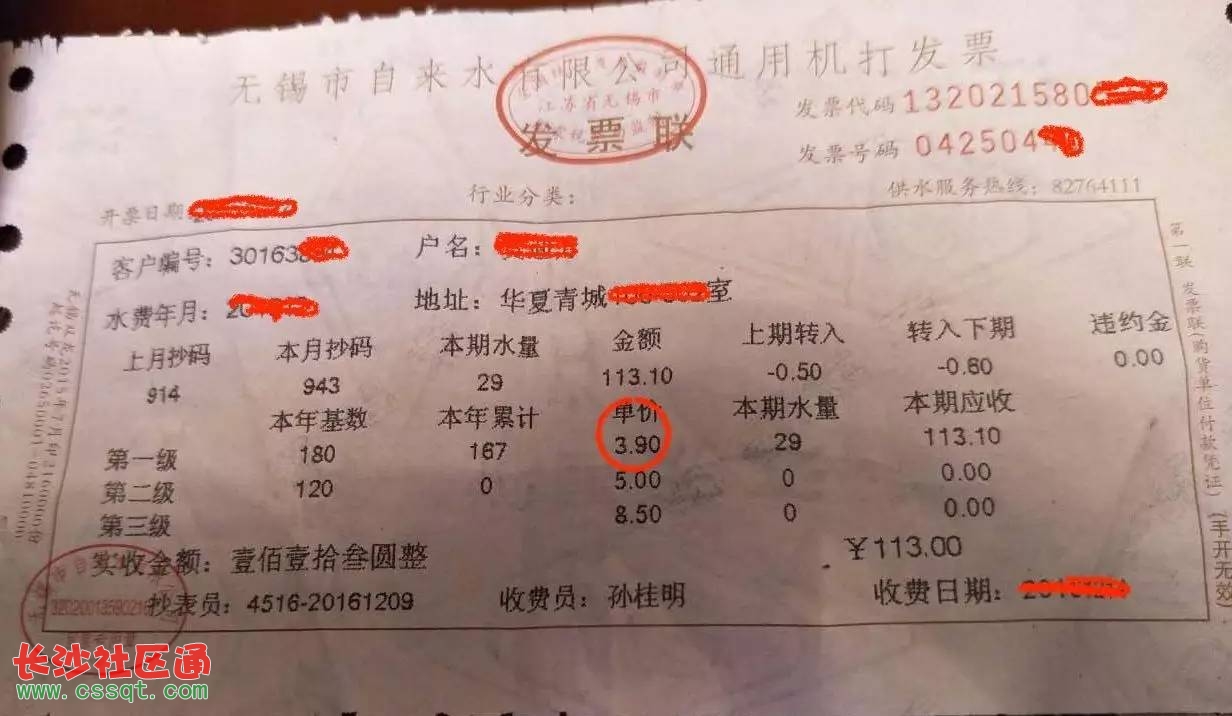 无锡市自来水有限公司通用机打发票
江苏省无锡市
发票联
发票代码 132021580
发票号码 042504
行业分类：
供水服务热线：82764111
开票日期
客户编号：30163
户名：
水费年月：20
地址：华夏青城 室
上月抄码 本月抄码 本期水量 金额 上期转入 转入下期 违约金
914 943 29 113.10 -0.50 -0.60 0.00
本年基数 本年累计 单价 本期水量 本期应收
第一级 180 167 3.90 29 113.10
第二级 120 0 5.00 0 0.00
第三级 8.50 0 0.00
实收金额：壹佰壹拾叁圆整 ￥113.00
抄表员：4516-20161209 收费员：孙桂明 收费日期：
第一联 发票联购货单位付款凭证（手开无效）
长沙社区通
www.cssqt.com